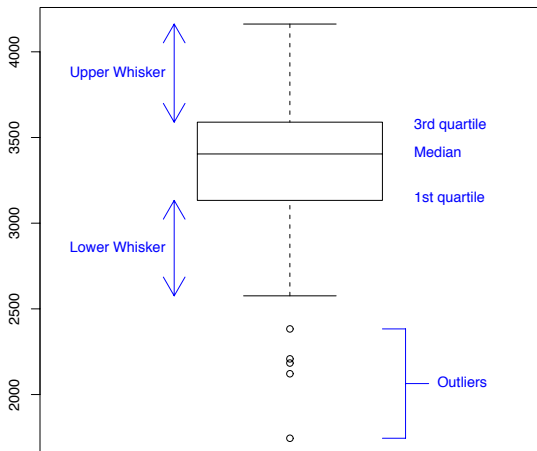 4000
Upper Whisker
3rd quartile
3500
Median
1st quartile
3000
Lower Whisker
2500
Outliers
2000